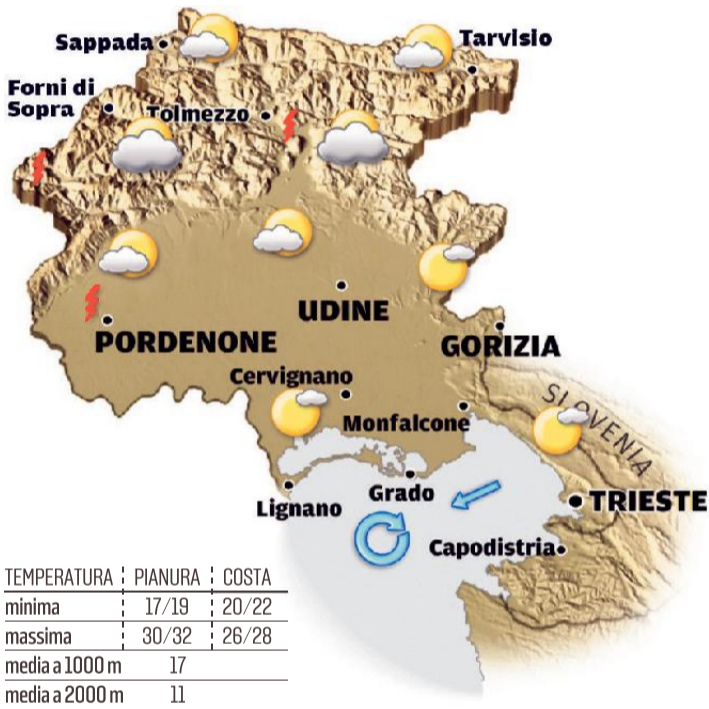 Sappada
Tarvisio
Forni di
Sopra
Tolmezzo
UDINE
PORDENONE
GORIZIA
Cervignano
SLOVENIA
Monfalcone
Grado
Lignano
TRIESTE
Capodistria
TEMPERATURA PIANURA COSTA
minima 17/19 20/22
massima 30/32 26/28
media a 1000 m 17
media a 2000 m 11